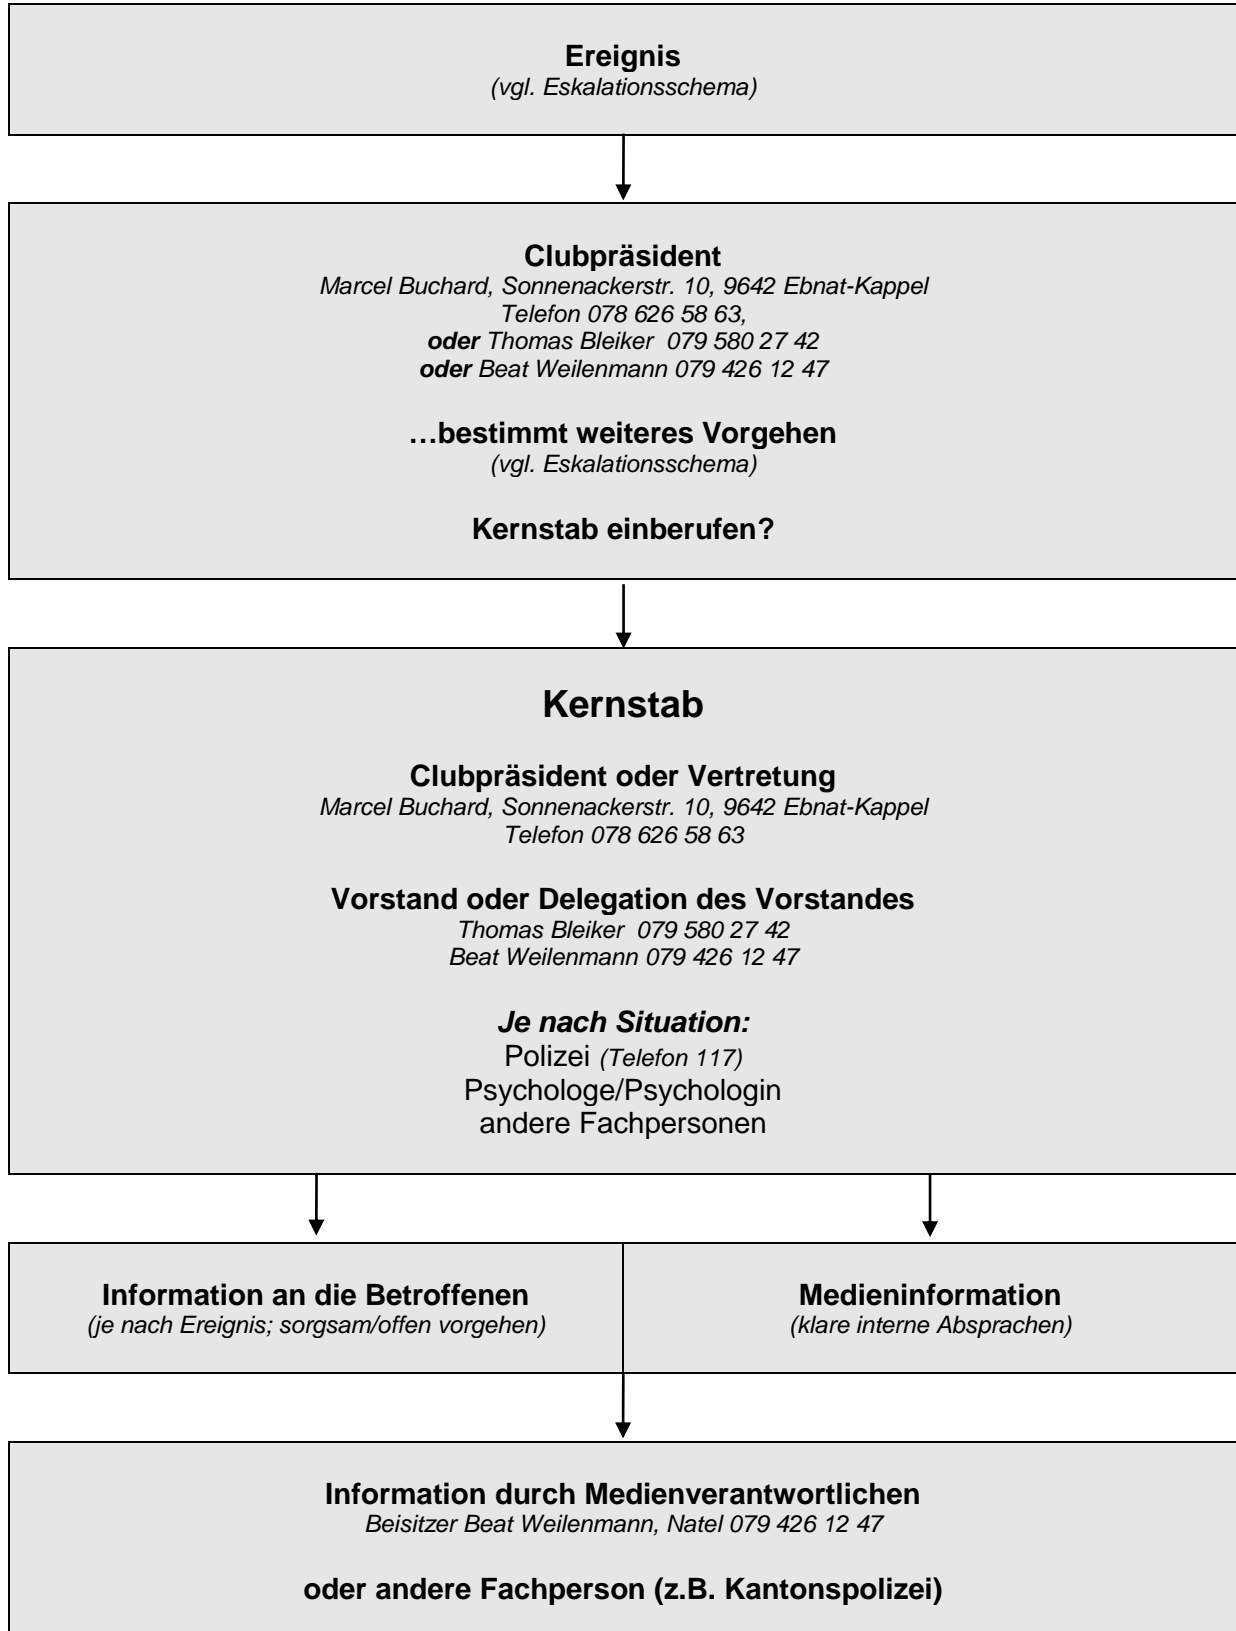 Ereignis
(vgl. Eskalationsschema)
Clubpräsident
Marcel Buchard, Sonnenackerstr. 10, 9642 Ebnat-Kappel
Telefon 078 626 58 63,
oder Thomas Bleiker  079 580 27 42
oder Beat Weilenmann 079 426 12 47
…bestimmt weiteres Vorgehen
(vgl. Eskalationsschema)
Kernstab einberufen?
Kernstab
Clubpräsident oder Vertretung
Marcel Buchard, Sonnenackerstr. 10, 9642 Ebnat-Kappel
Telefon 078 626 58 63
Vorstand oder Delegation des Vorstandes
Thomas Bleiker  079 580 27 42
Beat Weilenmann 079 426 12 47
Je nach Situation:
Polizei (Telefon 117)
Psychologe/Psychologin
andere Fachpersonen
Information an die Betroffenen
(je nach Ereignis; sorgsam/offen vorgehen)
Medieninformation
(klare interne Absprachen)
Information durch Medienverantwortlichen
Beisitzer Beat Weilenmann, Natel 079 426 12 47
oder andere Fachperson (z.B. Kantonspolizei)